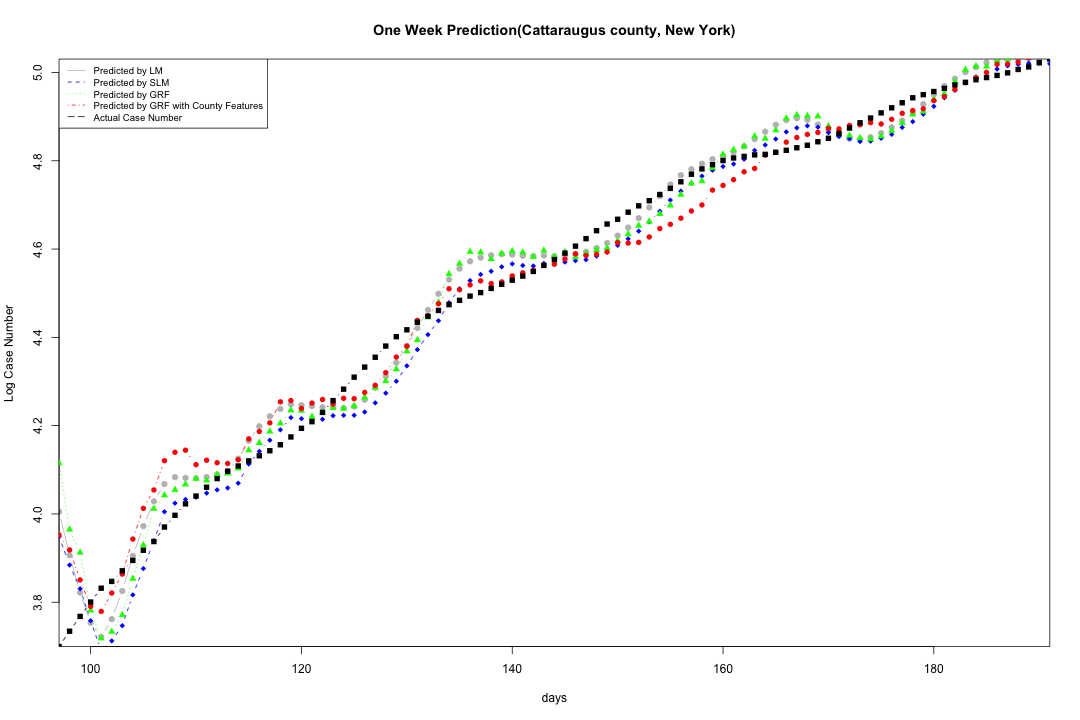 One Week Prediction(Cattaraugus county, New York)
Predicted by LM
Predicted by SLM
Predicted by GRF
Predicted by GRF with County Features
Actual Case Number
5.0
4.8
4.6
4.4
4.2
4.0
3.8
Log Case Number
100 120 140 160 180
days